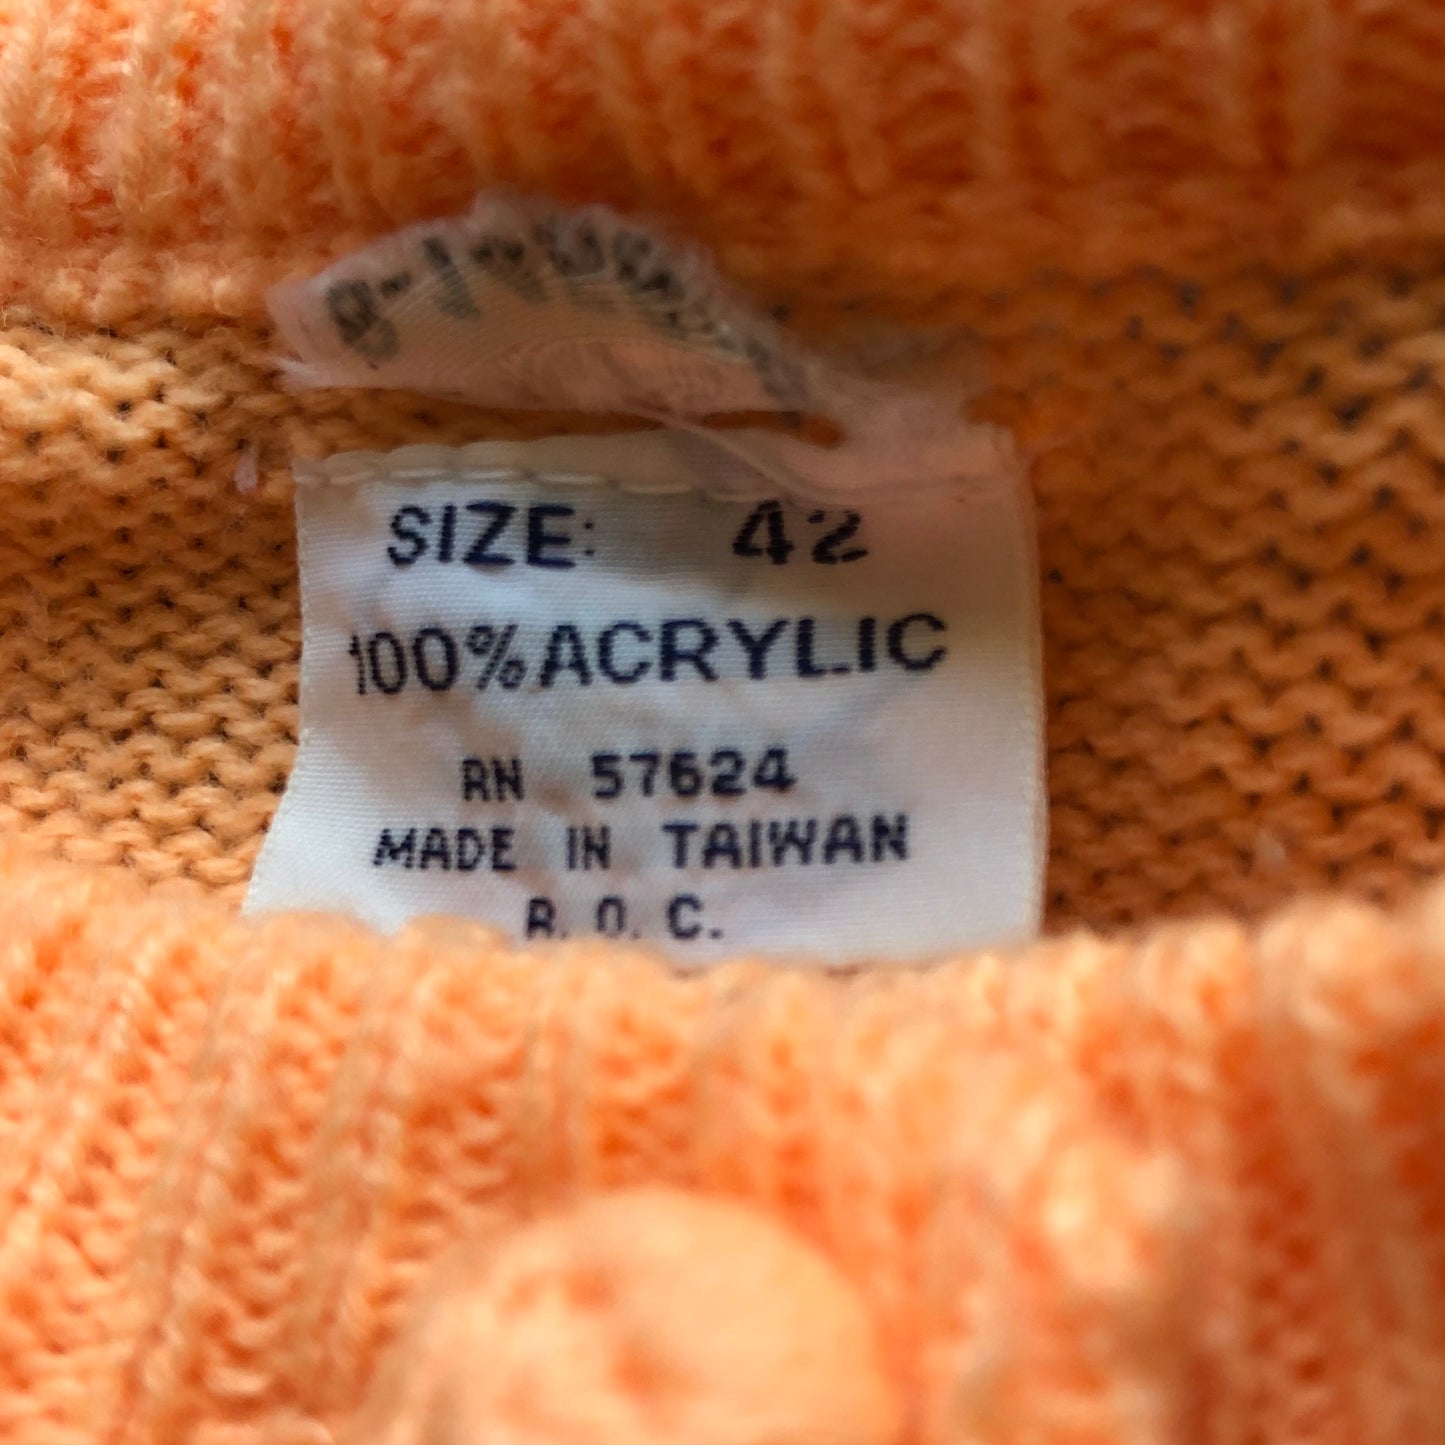 SIZE: 42
100% ACRYLIC
RN 57624
MADE IN TAIWAN
R. O. C.